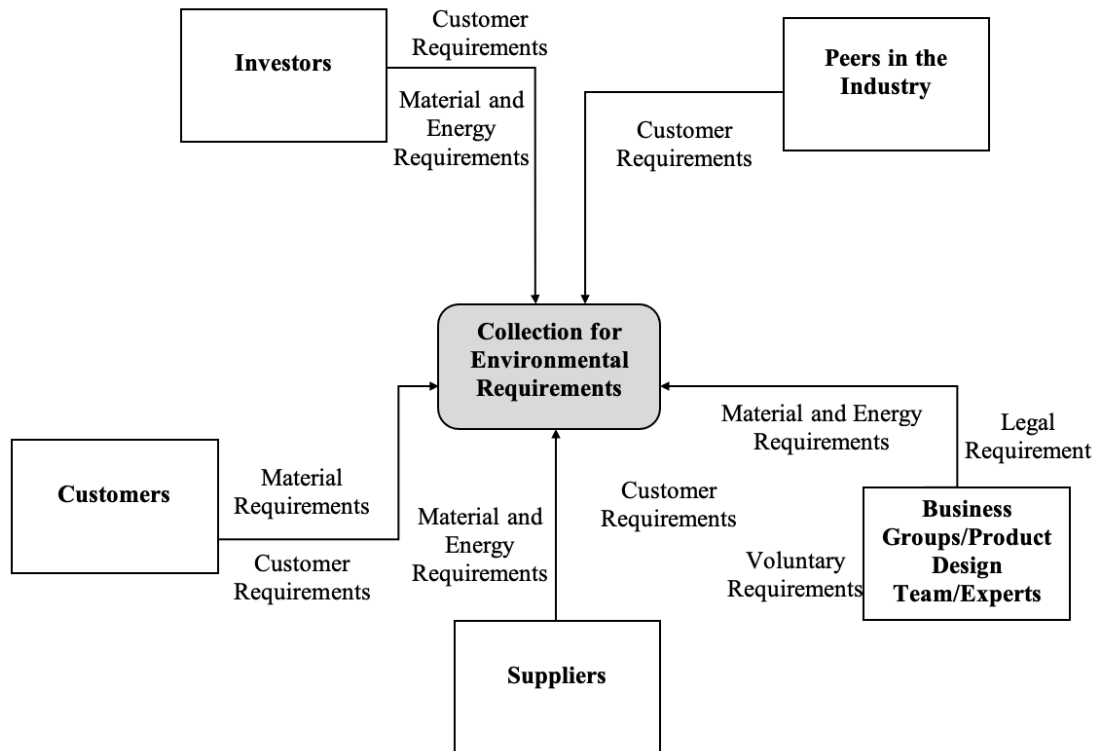 Customer
Requirements
Investors
Material and
Energy
Requirements
Peers in the
Industry
Customer
Requirements
Collection for
Environmental
Requirements
Material and Energy
Requirements
Legal
Requirement
Customers
Material
Requirements
Customer
Requirements
Material and
Energy
Requirements
Customer
Requirements
Voluntary
Requirements
Business
Groups/Product
Design
Team/Experts
Suppliers